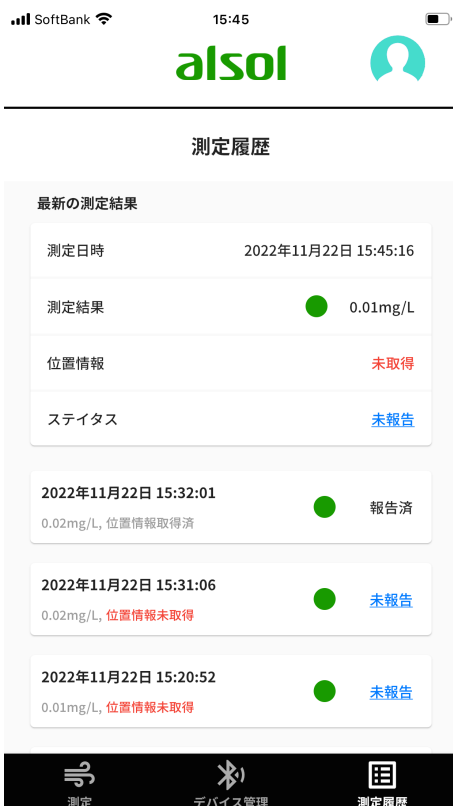 SoftBank 15:45
alsol
測定履歴
最新の測定結果
測定日時 2022年11月22日 15:45:16
測定結果 0.01mg/L
位置情報 未取得
ステイタス 未報告
2022年11月22日 15:32:01
0.02mg/L, 位置情報取得済
報告済
2022年11月22日 15:31:06
0.02mg/L, 位置情報未取得
未報告
2022年11月22日 15:20:52
0.01mg/L, 位置情報未取得
未報告
測定 デバイス管理 測定履歴